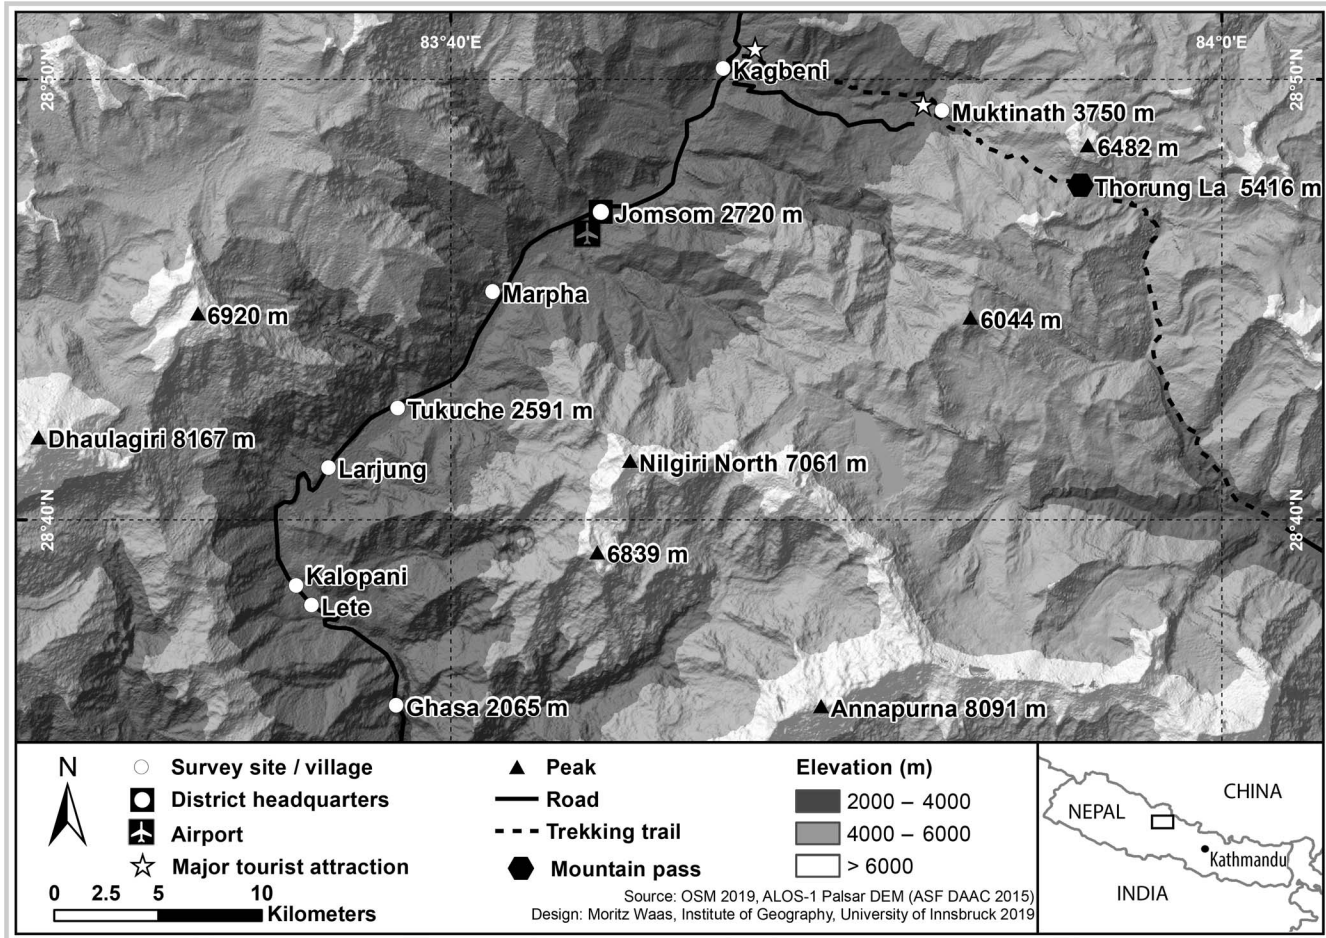 83°40'E
84°0'E
28°50'N
28°50'N
Kagbeni
Muktinath 3750 m
6482 m
Thorung La 5416 m
Jomsom 2720 m
Marpha
6920 m
6044 m
Tukuche 2591 m
Dhaulagiri 8167 m
Larjung
Nilgiri North 7061 m
28°40'N
28°40'N
6839 m
Kalopani
Lete
Ghasa 2065 m
Annapurna 8091 m
N
Survey site / village
District headquarters
Airport
Major tourist attraction
0 2.5 5 10
Kilometers
Peak
Road
Trekking trail
Mountain pass
Elevation (m)
2000 – 4000
4000 – 6000
> 6000
Source: OSM 2019, ALOS-1 Palsar DEM (ASF DAAC 2015)
Design: Moritz Waas, Institute of Geography, University of Innsbruck 2019
CHINA
NEPAL
Kathmandu
INDIA